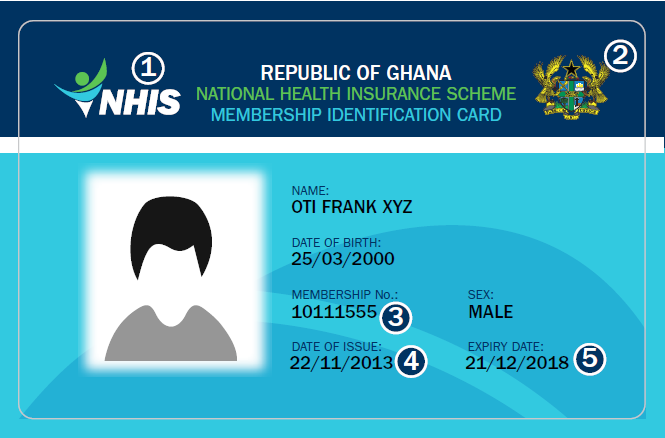 1
2
NHIS
REPUBLIC OF GHANA
NATIONAL HEALTH INSURANCE SCHEME
MEMBERSHIP IDENTIFICATION CARD
NAME:
OTI FRANK XYZ
DATE OF BIRTH:
25/03/2000
MEMBERSHIP No.:
10111555 3
SEX:
MALE
DATE OF ISSUE:
22/11/2013 4
EXPIRY DATE:
21/12/2018 5